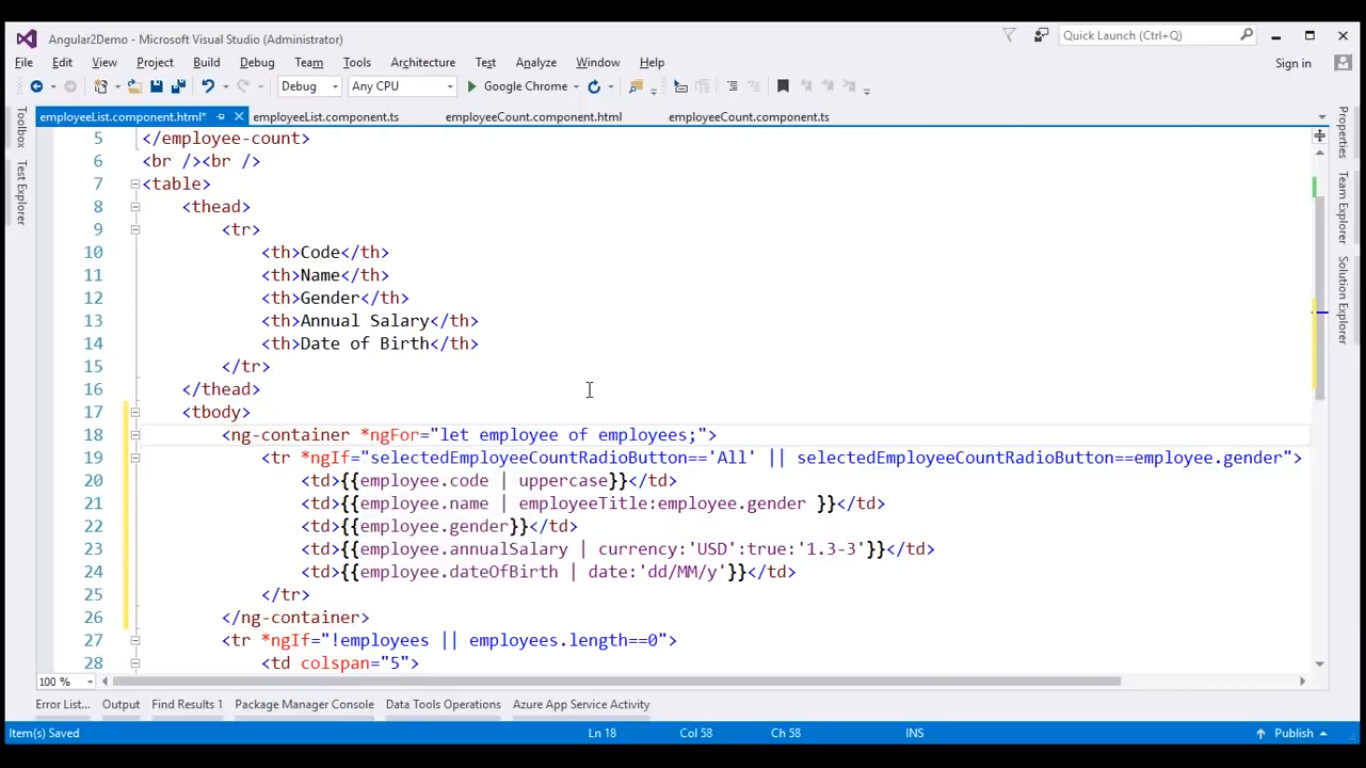 Angular2Demo - Microsoft Visual Studio (Administrator)
Quick Launch (Ctrl+Q)
File Edit View Project Build Debug Team Tools Architecture Test Analyze Window Help
Sign in
Debug Any CPU Google Chrome
employeeList.component.html* employeeList.component.ts employeeCount.component.html employeeCount.component.ts
Toolbox
Test Explorer
Properties
Team Explorer
Solution Explorer
5 </employee-count>
6 <br /><br />
7 <table>
8 <thead>
9 <tr>
10 <th>Code</th>
11 <th>Name</th>
12 <th>Gender</th>
13 <th>Annual Salary</th>
14 <th>Date of Birth</th>
15 </tr>
16 </thead>
17 <tbody>
18 <ng-container *ngFor="let employee of employees;">
19 <tr *ngIf="selectedEmployeeCountRadioButton=='All' || selectedEmployeeCountRadioButton==employee.gender">
20 <td>{{employee.code | uppercase}}</td>
21 <td>{{employee.name | employeeTitle:employee.gender }}</td>
22 <td>{{employee.gender}}</td>
23 <td>{{employee.annualSalary | currency:'USD':true:'1.3-3'}}</td>
24 <td>{{employee.dateOfBirth | date:'dd/MM/y'}}</td>
25 </tr>
26 </ng-container>
27 <tr *ngIf="!employees || employees.length==0">
28 <td colspan="5">
100 %
Error List... Output Find Results 1 Package Manager Console Data Tools Operations Azure App Service Activity
Item(s) Saved Ln 18 Col 58 Ch 58 INS Publish